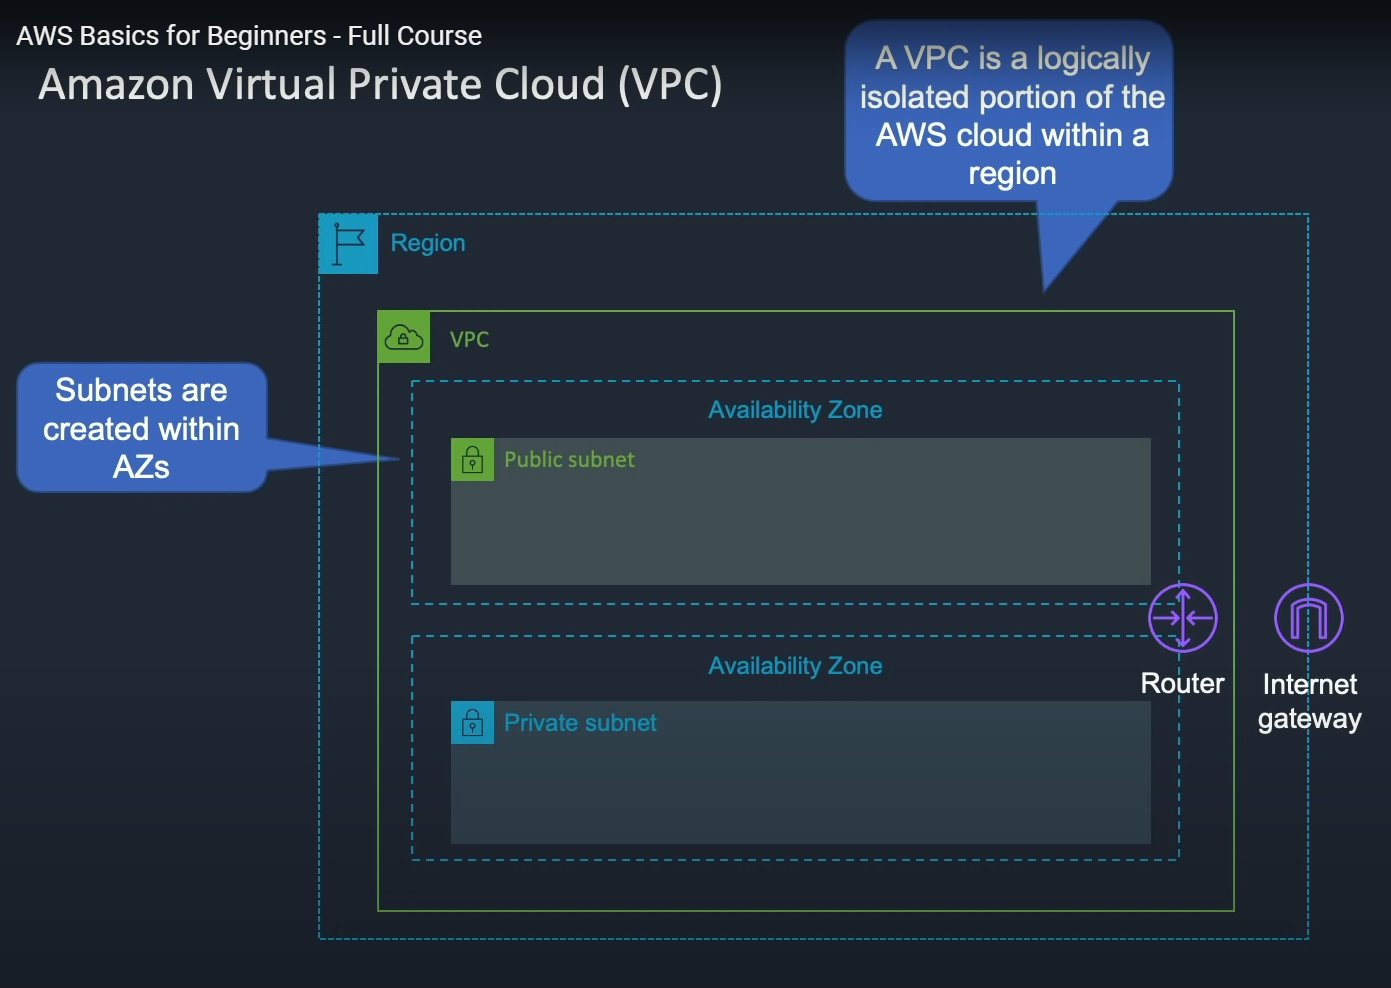 AWS Basics for Beginners - Full Course
Amazon Virtual Private Cloud (VPC)
A VPC is a logically
isolated portion of the
AWS cloud within a
region
Region
VPC
Subnets are
created within
AZs
Availability Zone
Public subnet
Availability Zone
Private subnet
Router
Internet
gateway